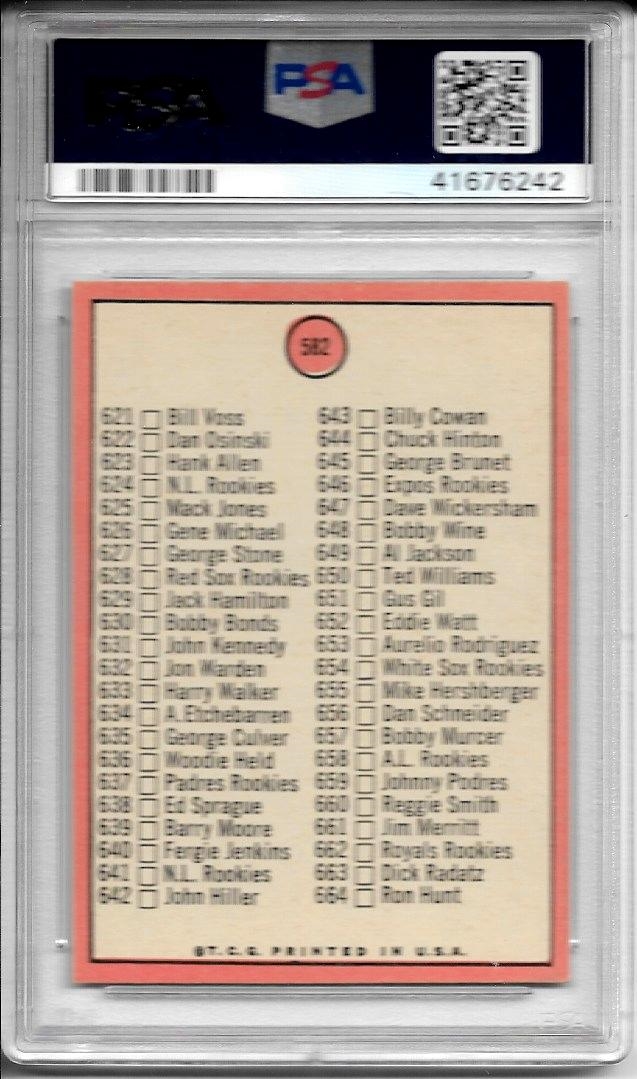 PSA
PSA
41676242
582
621 Bill Voss
622 Dan Osinski
623 Hank Allen
624 N.L. Rookies
625 Mack Jones
626 Gene Michael
627 George Stone
628 Red Sox Rookies
629 Jack Hamilton
630 Bobby Bonds
631 John Kennedy
632 Jon Warden
633 Harry Walker
634 A. Etchebarren
635 George Culver
636 Woodie Held
637 Padres Rookies
638 Ed Sprague
639 Barry Moore
640 Fergie Jenkins
641 N.L. Rookies
642 John Hiller
643 Billy Cowan
644 Chuck Hinton
645 George Brunet
646 Expos Rookies
647 Dave Wickersham
648 Bobby Wine
649 Al Jackson
650 Ted Williams
651 Gus Gil
652 Eddie Watt
653 Aurelio Rodriguez
654 White Sox Rookies
655 Mike Hershberger
656 Dan Schneider
657 Bobby Murcer
658 A.L. Rookies
659 Johnny Podres
660 Reggie Smith
661 Jim Merritt
662 Royals Rookies
663 Dick Radatz
664 Ron Hunt
©T.C.G. PRINTED IN U.S.A.
PSA